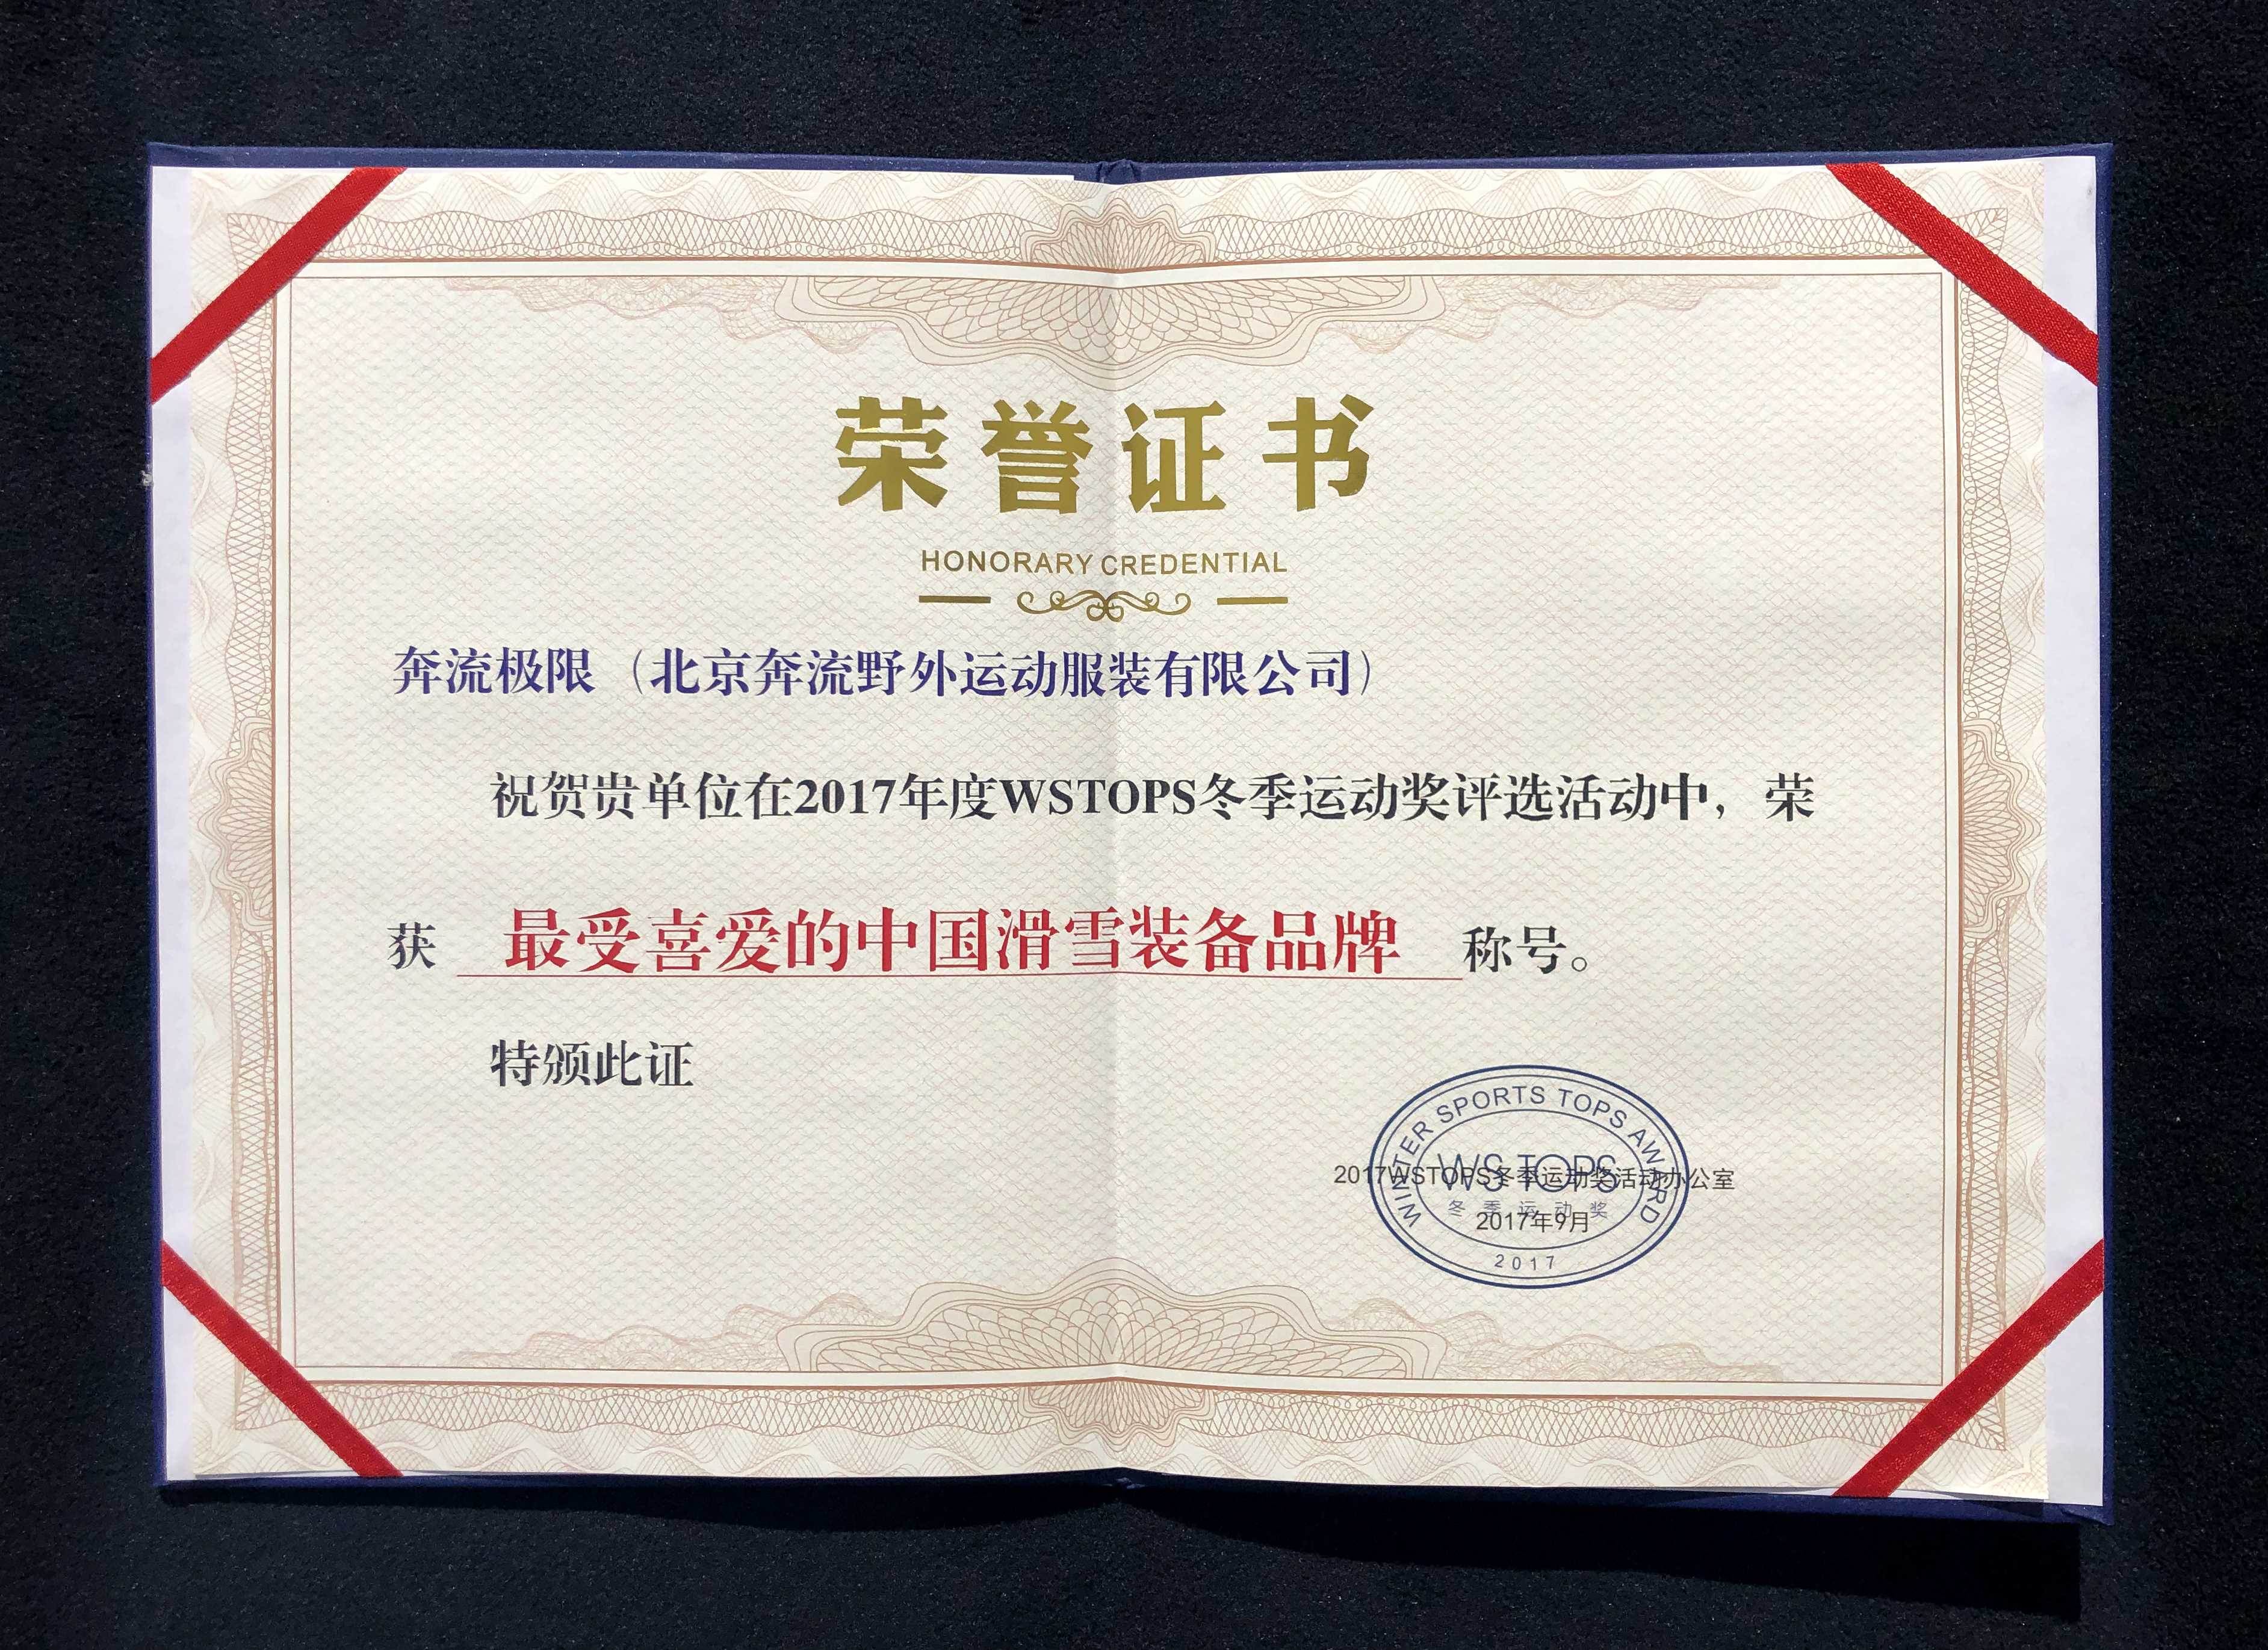 荣誉证书
HONORARY CREDENTIAL
奔流极限（北京奔流野外运动服装有限公司）
祝贺贵单位在2017年度WSTOPS冬季运动奖评选活动中，荣
获 最受喜爱的中国滑雪装备品牌 称号。
特颁此证
WINTER SPORTS TOPS AWARD
WS TOPS
2017WSTOPS冬季运动奖活动办公室
冬季运动奖
2017年9月
2017